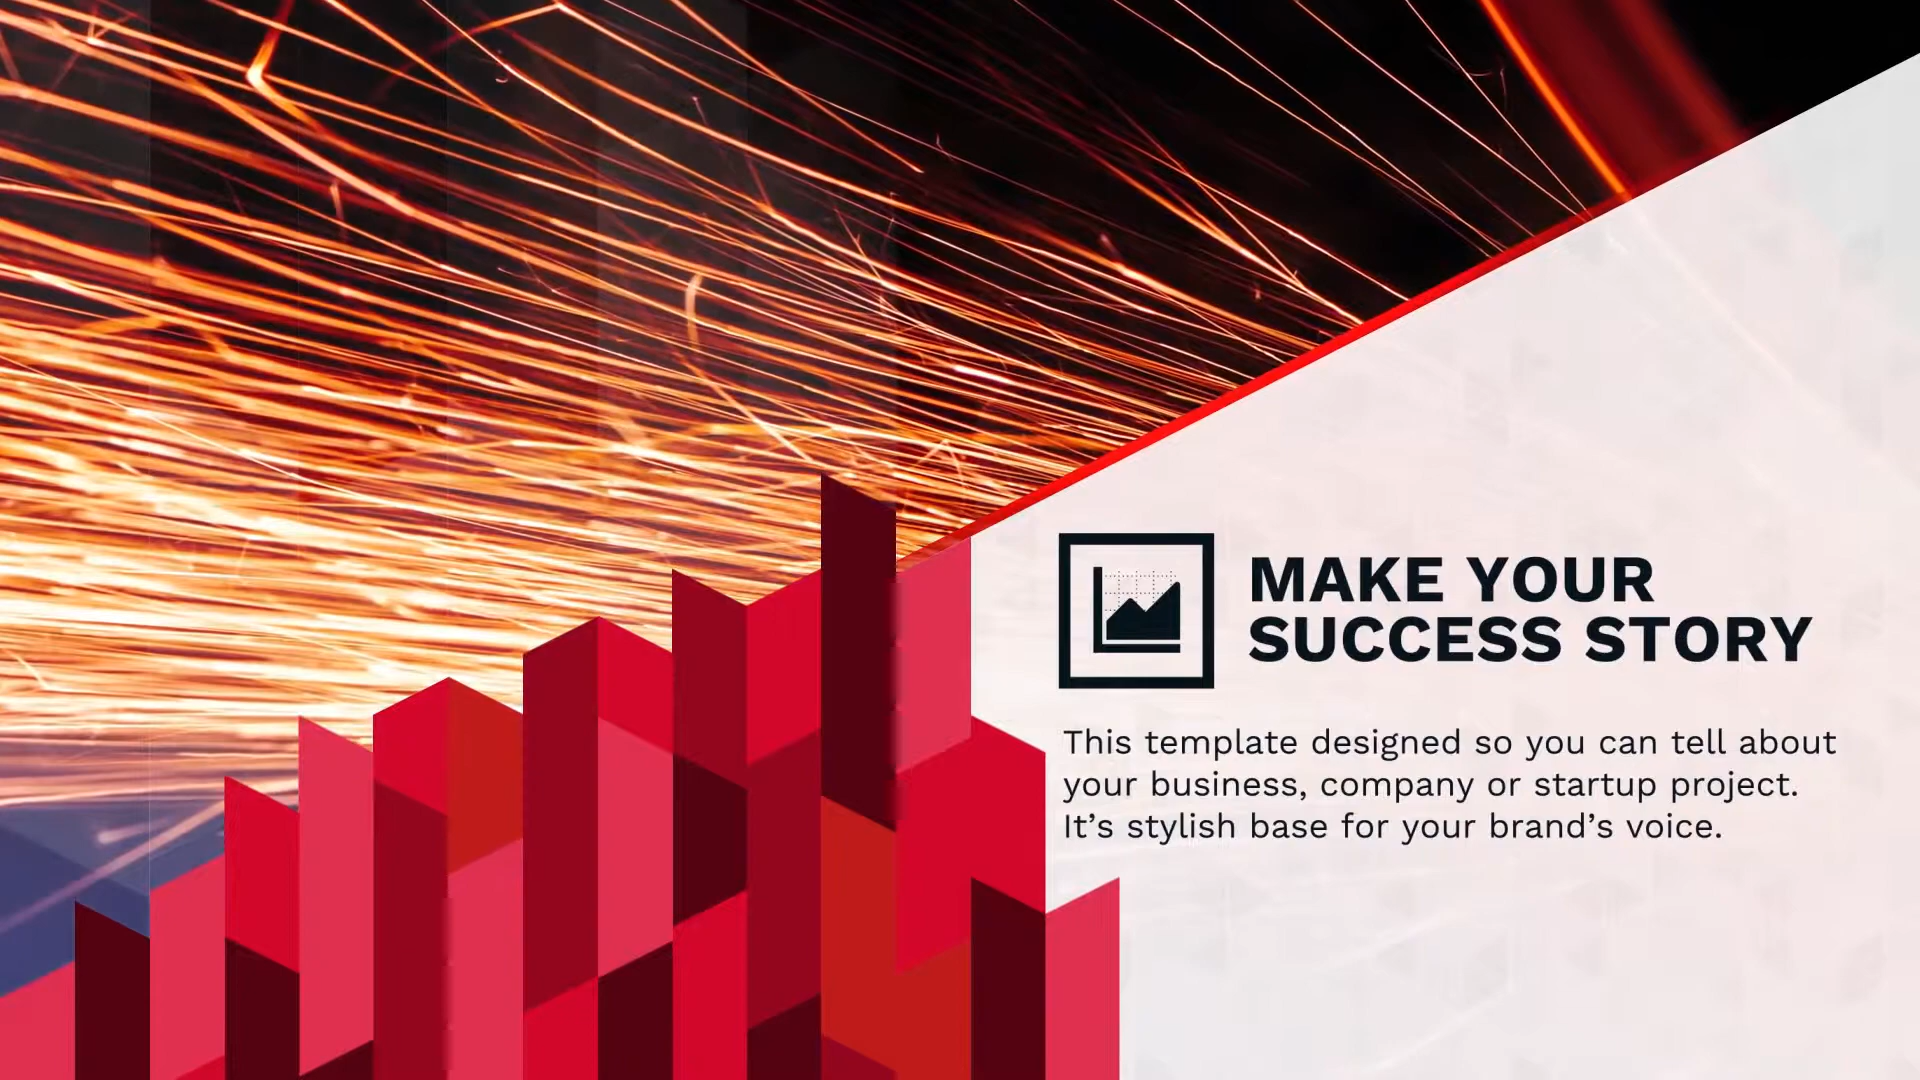 MAKE YOUR
SUCCESS STORY
This template designed so you can tell about
your business, company or startup project.
It’s stylish base for your brand’s voice.